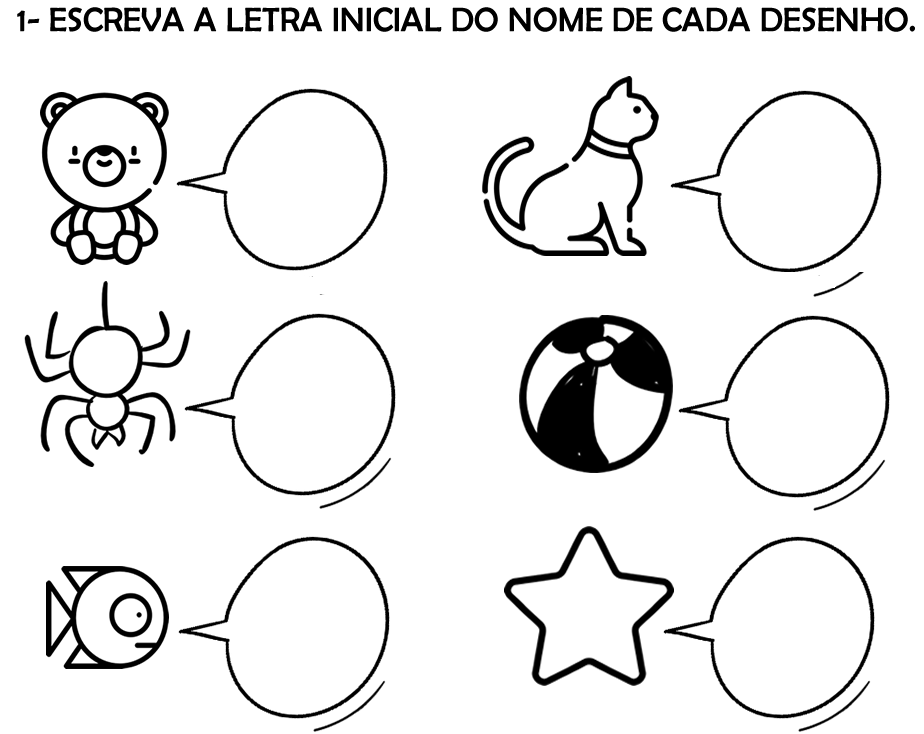 1- ESCREVA A LETRA INICIAL DO NOME DE CADA DESENHO.